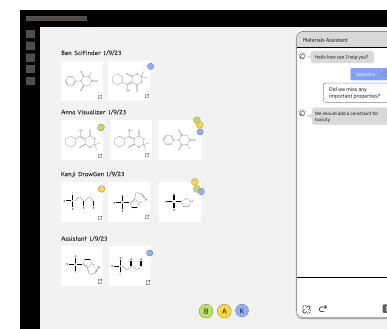 Ben SciFinder 1/9/23
Anna Visualizer 1/9/23
Kenji DrawGen 1/9/23
Assistant 1/9/23
B A K
Materials Assistant
Hello how can I help you?
Selection
Did we miss any
important properties?
We should add a constraint for
toxicity